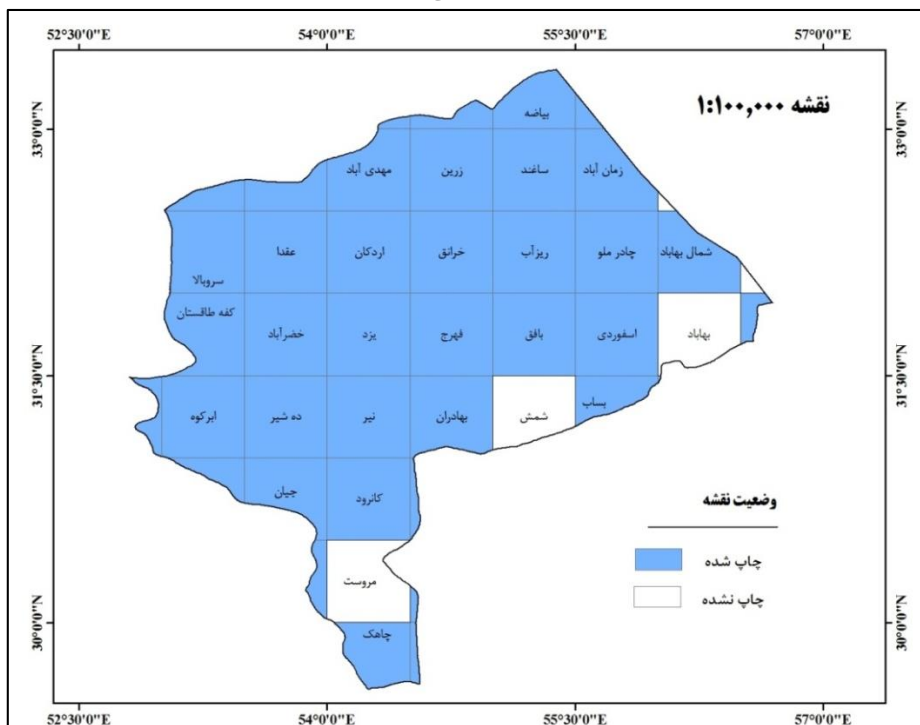 52°30'0"E 54°0'0"E 55°30'0"E 57°0'0"E
نقشه ۱:۱۰۰,۰۰۰
33°0'0"N 33°0'0"N
بیاضه
زمان آباد ساغند زرین مهدی آباد
شمال بهاباد چادر ملو ریزآب خرانق اردکان عقدا سروبالا
بهاباد اسفوردی بافق فهرج یزد خضرآباد کفه طاقستان
31°30'0"N 31°30'0"N
بساب شمش بهادران نیر ده شیر ابرکوه
کانرود جیان
وضعیت نقشه
چاپ شده
مروست
چاپ نشده
30°0'0"N 30°0'0"N
چاهک
52°30'0"E 54°0'0"E 55°30'0"E 57°0'0"E